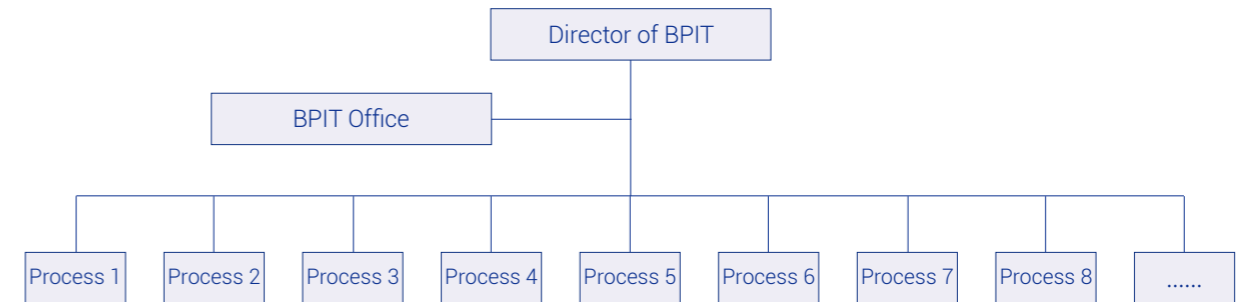 Director of BPIT
BPIT Office
Process 1
Process 2
Process 3
Process 4
Process 5
Process 6
Process 7
Process 8
......